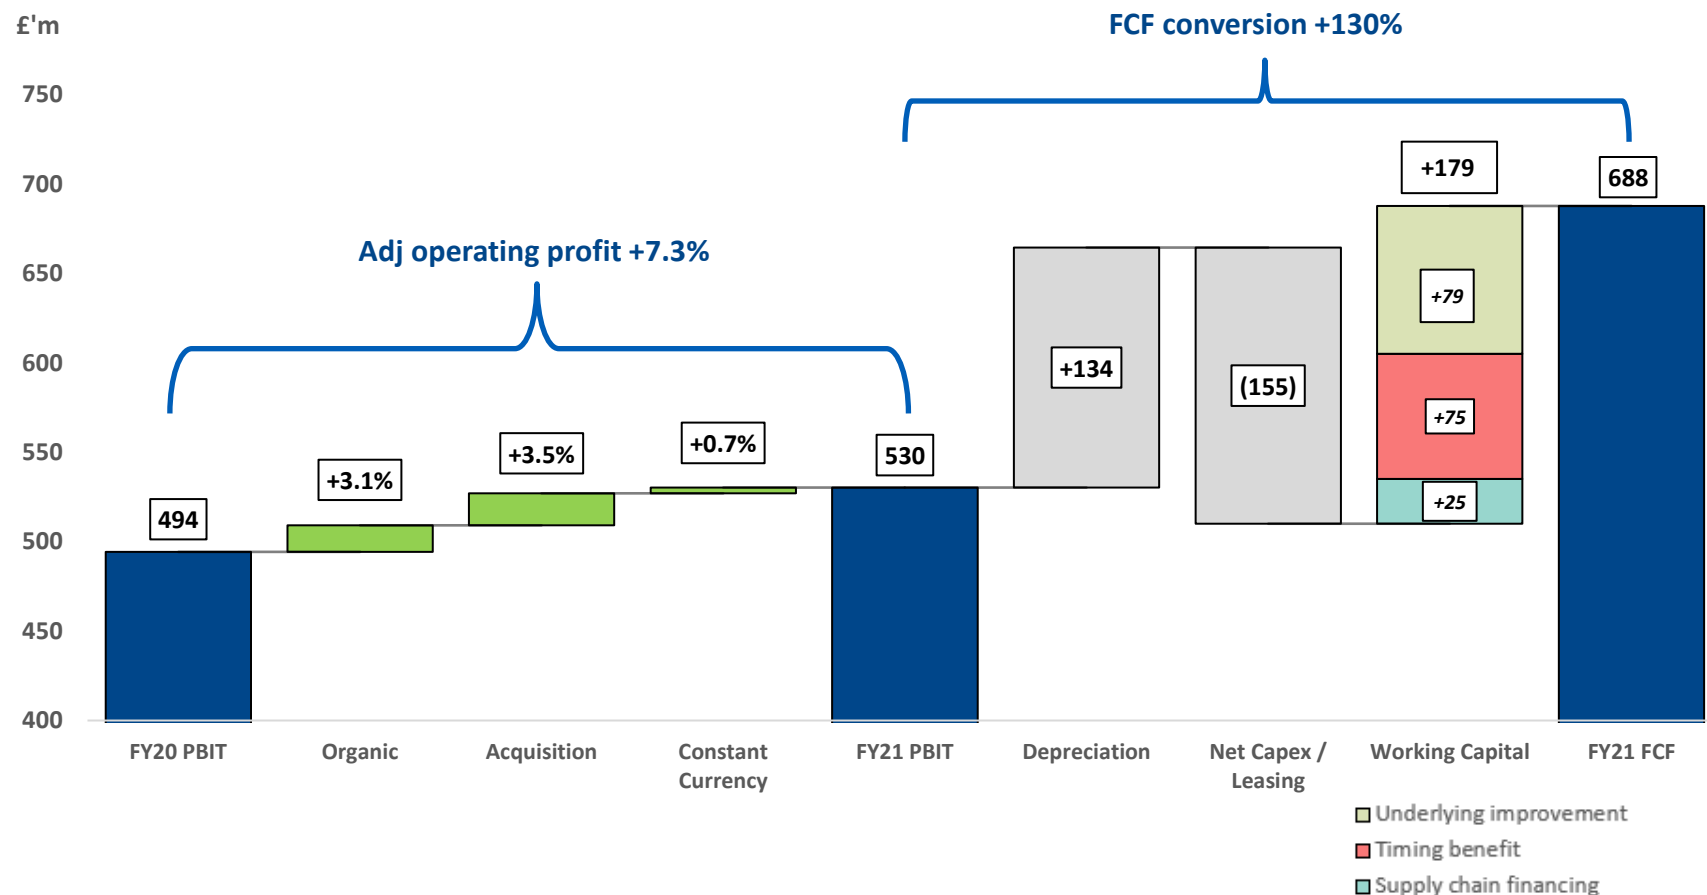 £'m
FCF conversion +130%
750
700
650
600
550
500
450
400
Adj operating profit +7.3%
494
+3.1%
+3.5%
+0.7%
530
+134
(155)
+179
+79
+75
+25
688
FY20 PBIT
Organic
Acquisition
Constant
Currency
FY21 PBIT
Depreciation
Net Capex /
Leasing
Working Capital
FY21 FCF
Underlying improvement
Timing benefit
Supply chain financing